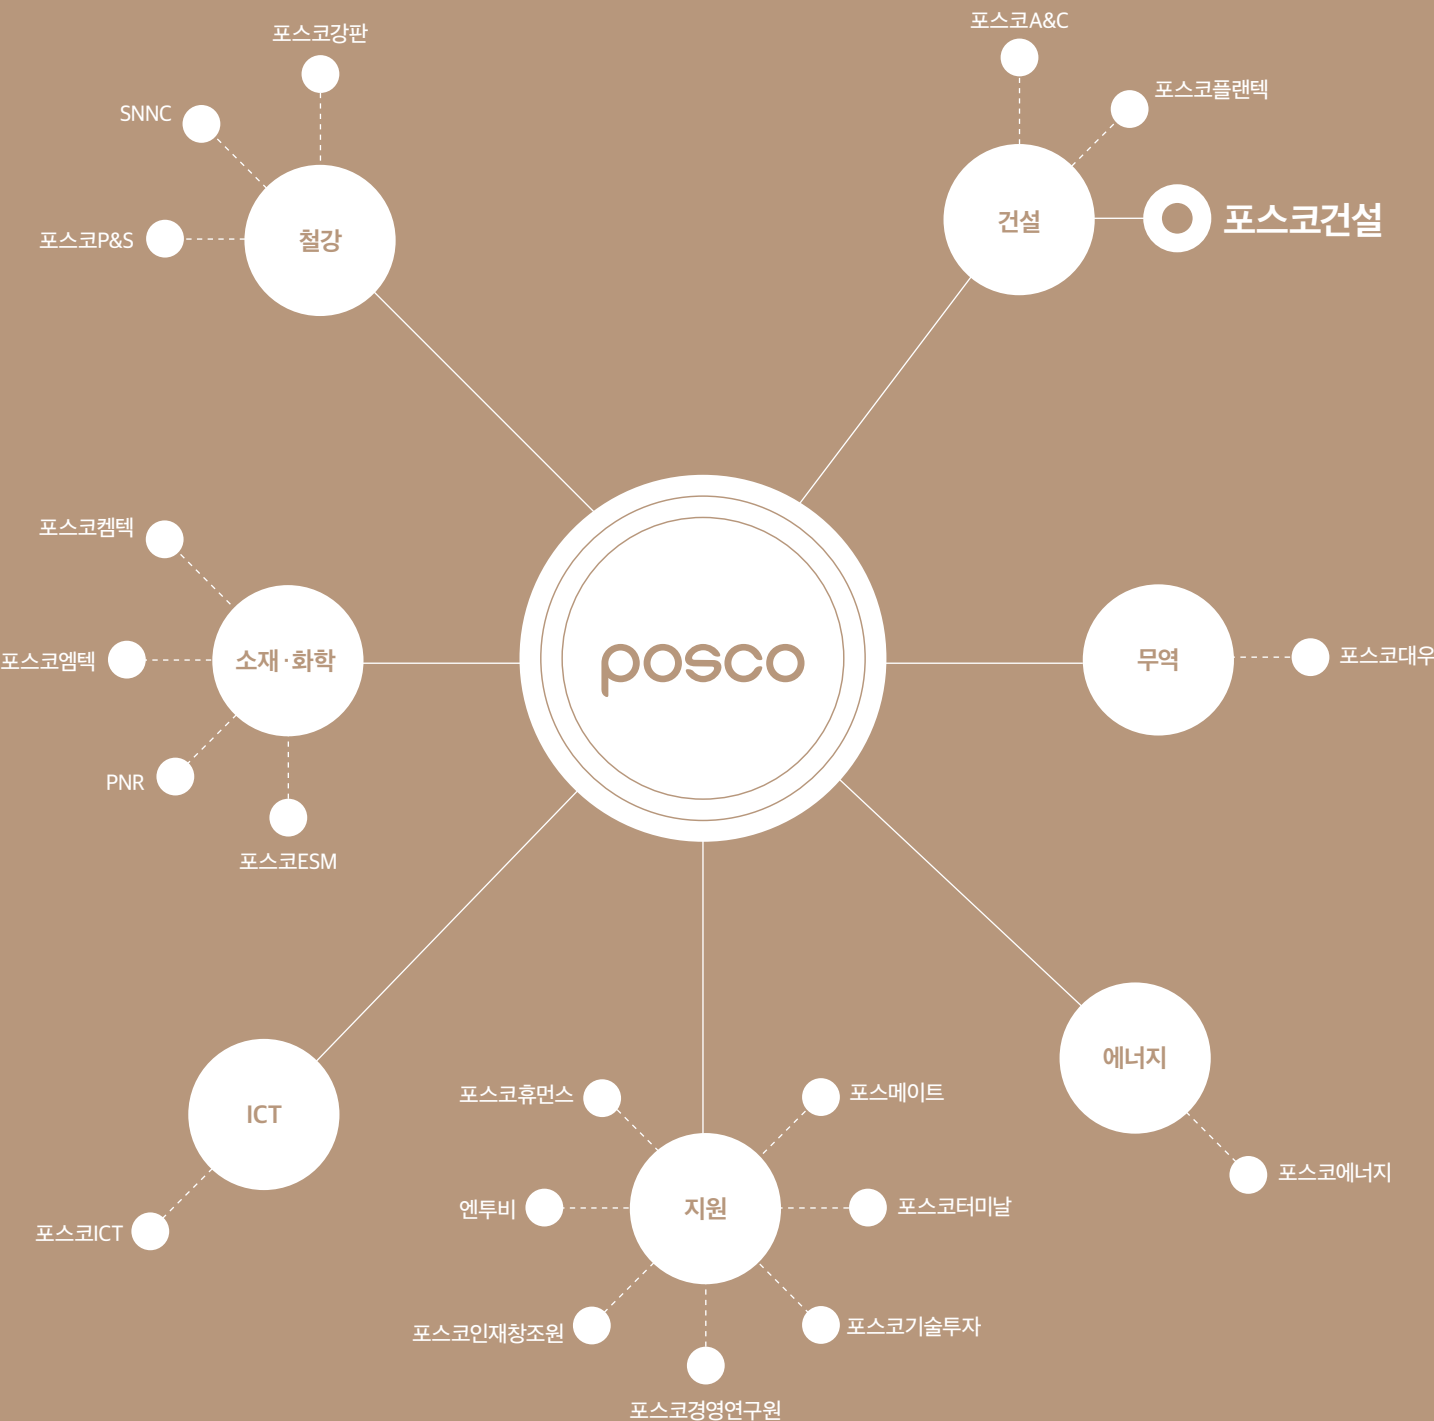 포스코강판
SNNC
포스코P&S
철강
포스코A&C
포스코플랜텍
건설
포스코건설
포스코켐텍
포스코엠텍
소재·화학
PNR
포스코ESM
posco
무역
포스코대우
ICT
포스코ICT
에너지
포스코에너지
포스코휴먼스
포스메이트
엔투비
지원
포스코터미날
포스코인재창조원
포스코기술투자
포스코경영연구원